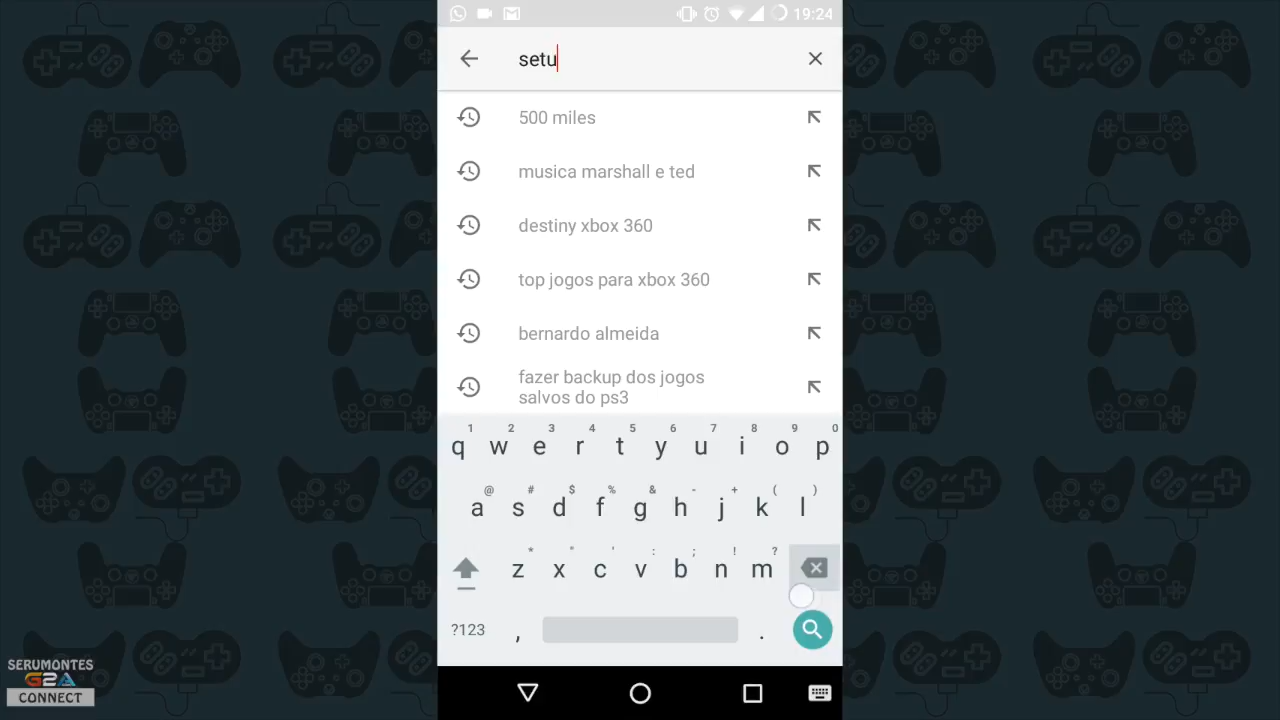 19:24
setu
500 miles
musica marshall e ted
destiny xbox 360
top jogos para xbox 360
bernardo almeida
fazer backup dos jogos
salvos do ps3
1 2 3 4 5 6 7 8 9 0
q w e r t y u i o p
@ # $ % & - + ( )
a s d f g h j k l
* " ' : ; ! ?
z x c v b n m
?123 , .
SERUMONTES
G2A
CONNECT